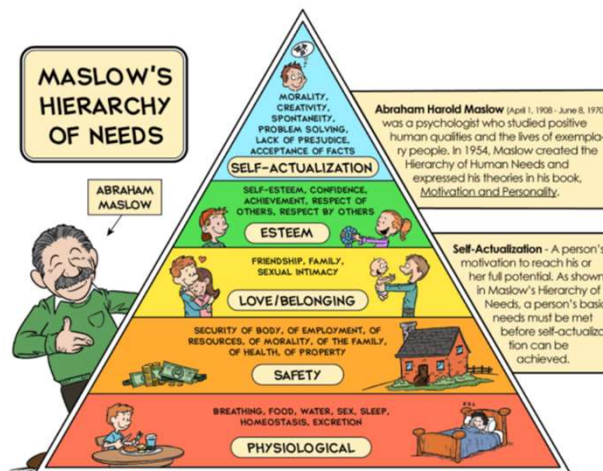 MASLOW'S
HIERARCHY
OF NEEDS
ABRAHAM
MASLOW
MORALITY,
CREATIVITY,
SPONTANEITY,
PROBLEM SOLVING,
LACK OF PREJUDICE,
ACCEPTANCE OF FACTS
SELF-ACTUALIZATION
SELF-ESTEEM, CONFIDENCE,
ACHIEVEMENT, RESPECT OF
OTHERS, RESPECT BY OTHERS
ESTEEM
FRIENDSHIP, FAMILY,
SEXUAL INTIMACY
LOVE/BELONGING
SECURITY OF BODY, OF EMPLOYMENT, OF
RESOURCES, OF MORALITY, OF THE FAMILY,
OF HEALTH, OF PROPERTY
SAFETY
BREATHING, FOOD, WATER, SEX, SLEEP,
HOMEOSTASIS, EXCRETION
PHYSIOLOGICAL
Abraham Harold Maslow (April 1, 1908 - June 8, 1970)
was a psychologist who studied positive
human qualities and the lives of exempla-
ry people. In 1954, Maslow created the
Hierarchy of Human Needs and
expressed his theories in his book,
Motivation and Personality.
Self-Actualization - A person's
motivation to reach his or
her full potential. As shown
in Maslow's Hierarchy of
Needs, a person's basic
needs must be met
before self-actualiza-
tion can be
achieved.